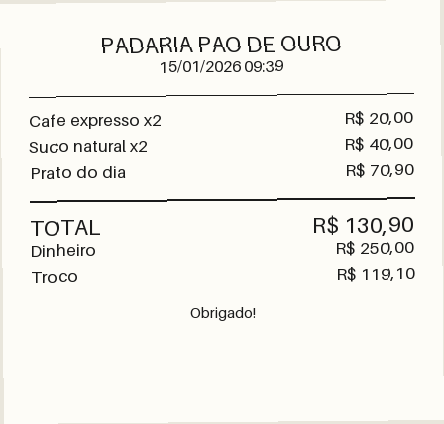 PADARIA PAO DE OURO
15/01/2026 09:39
Cafe expresso x2 R$ 20,00
Suco natural x2 R$ 40,00
Prato do dia R$ 70,90
TOTAL R$ 130,90
Dinheiro R$ 250,00
Troco R$ 119,10
Obrigado!